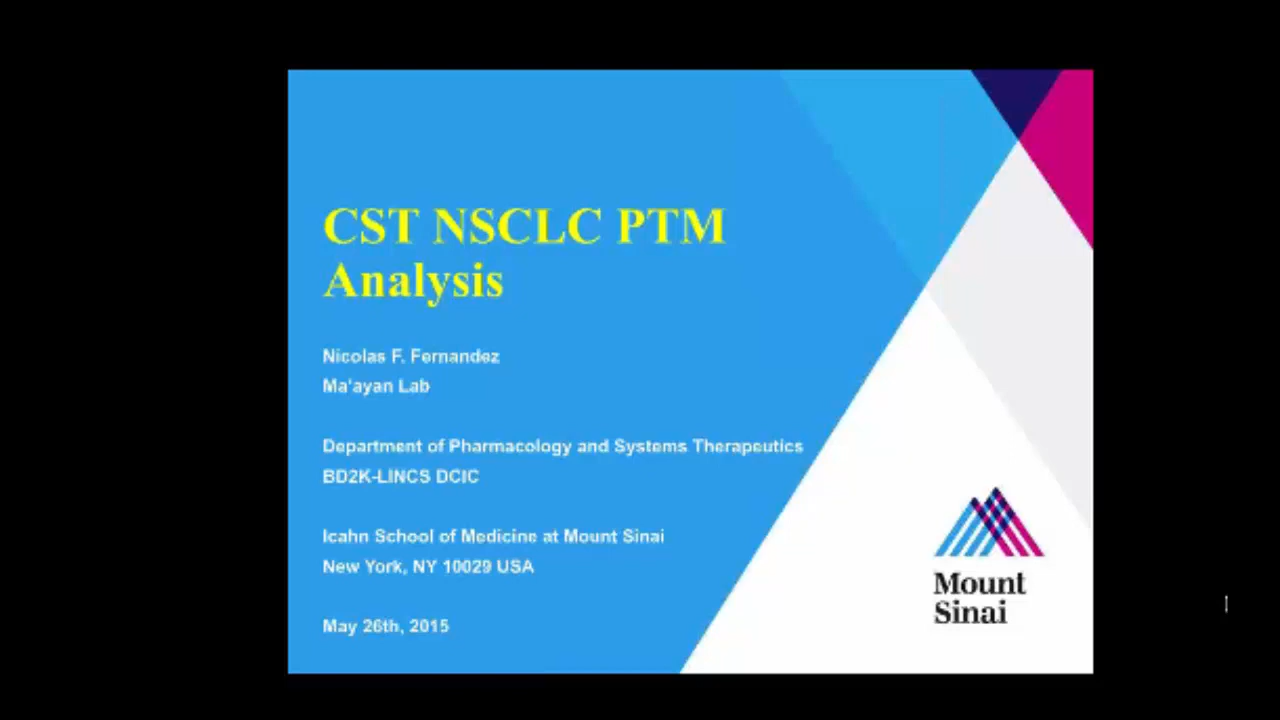 CST NSCLC PTM
Analysis
Nicolas F. Fernandez
Ma'ayan Lab
Department of Pharmacology and Systems Therapeutics
BD2K-LINCS DCIC
Icahn School of Medicine at Mount Sinai
New York, NY 10029 USA
May 26th, 2015
Mount
Sinai